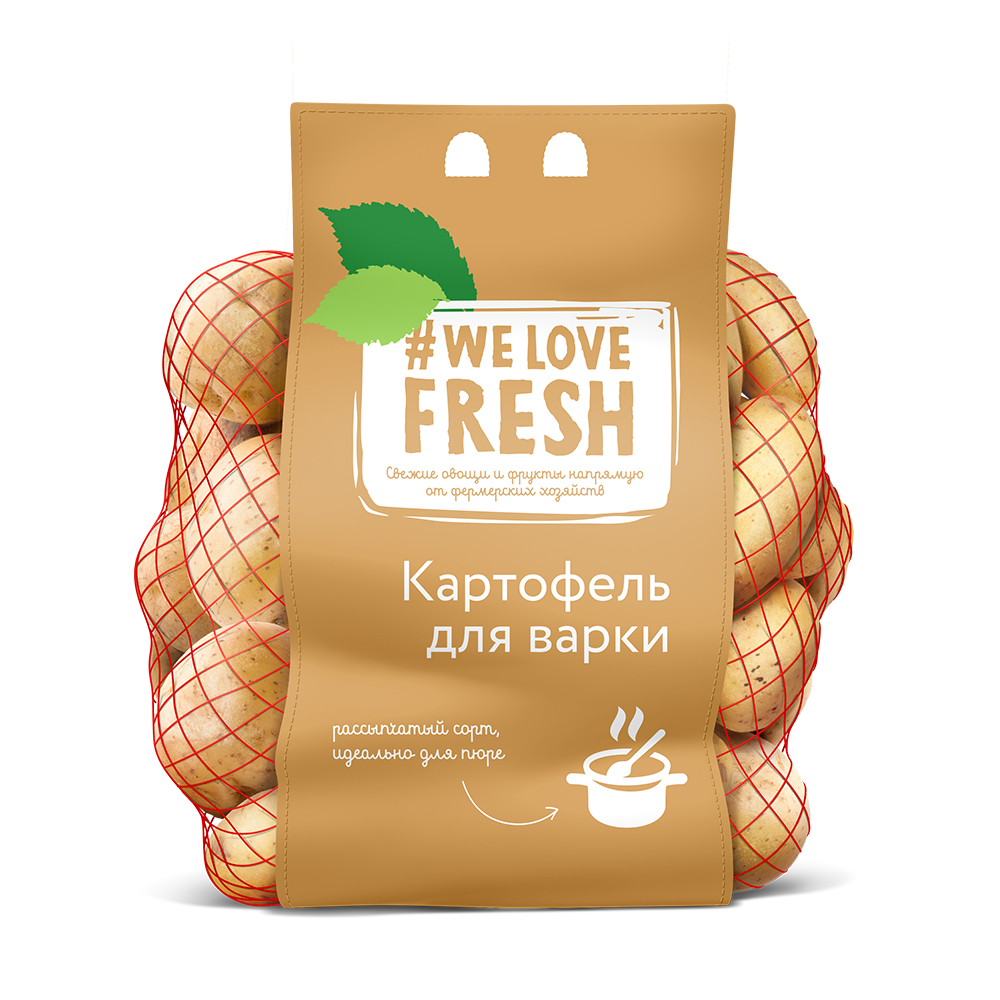 #WE LOVE
FRESH
Свежие овощи и фрукты напрямую
от фермерских хозяйств
Картофель
для варки
рассыпчатый сорт,
идеально для пюре